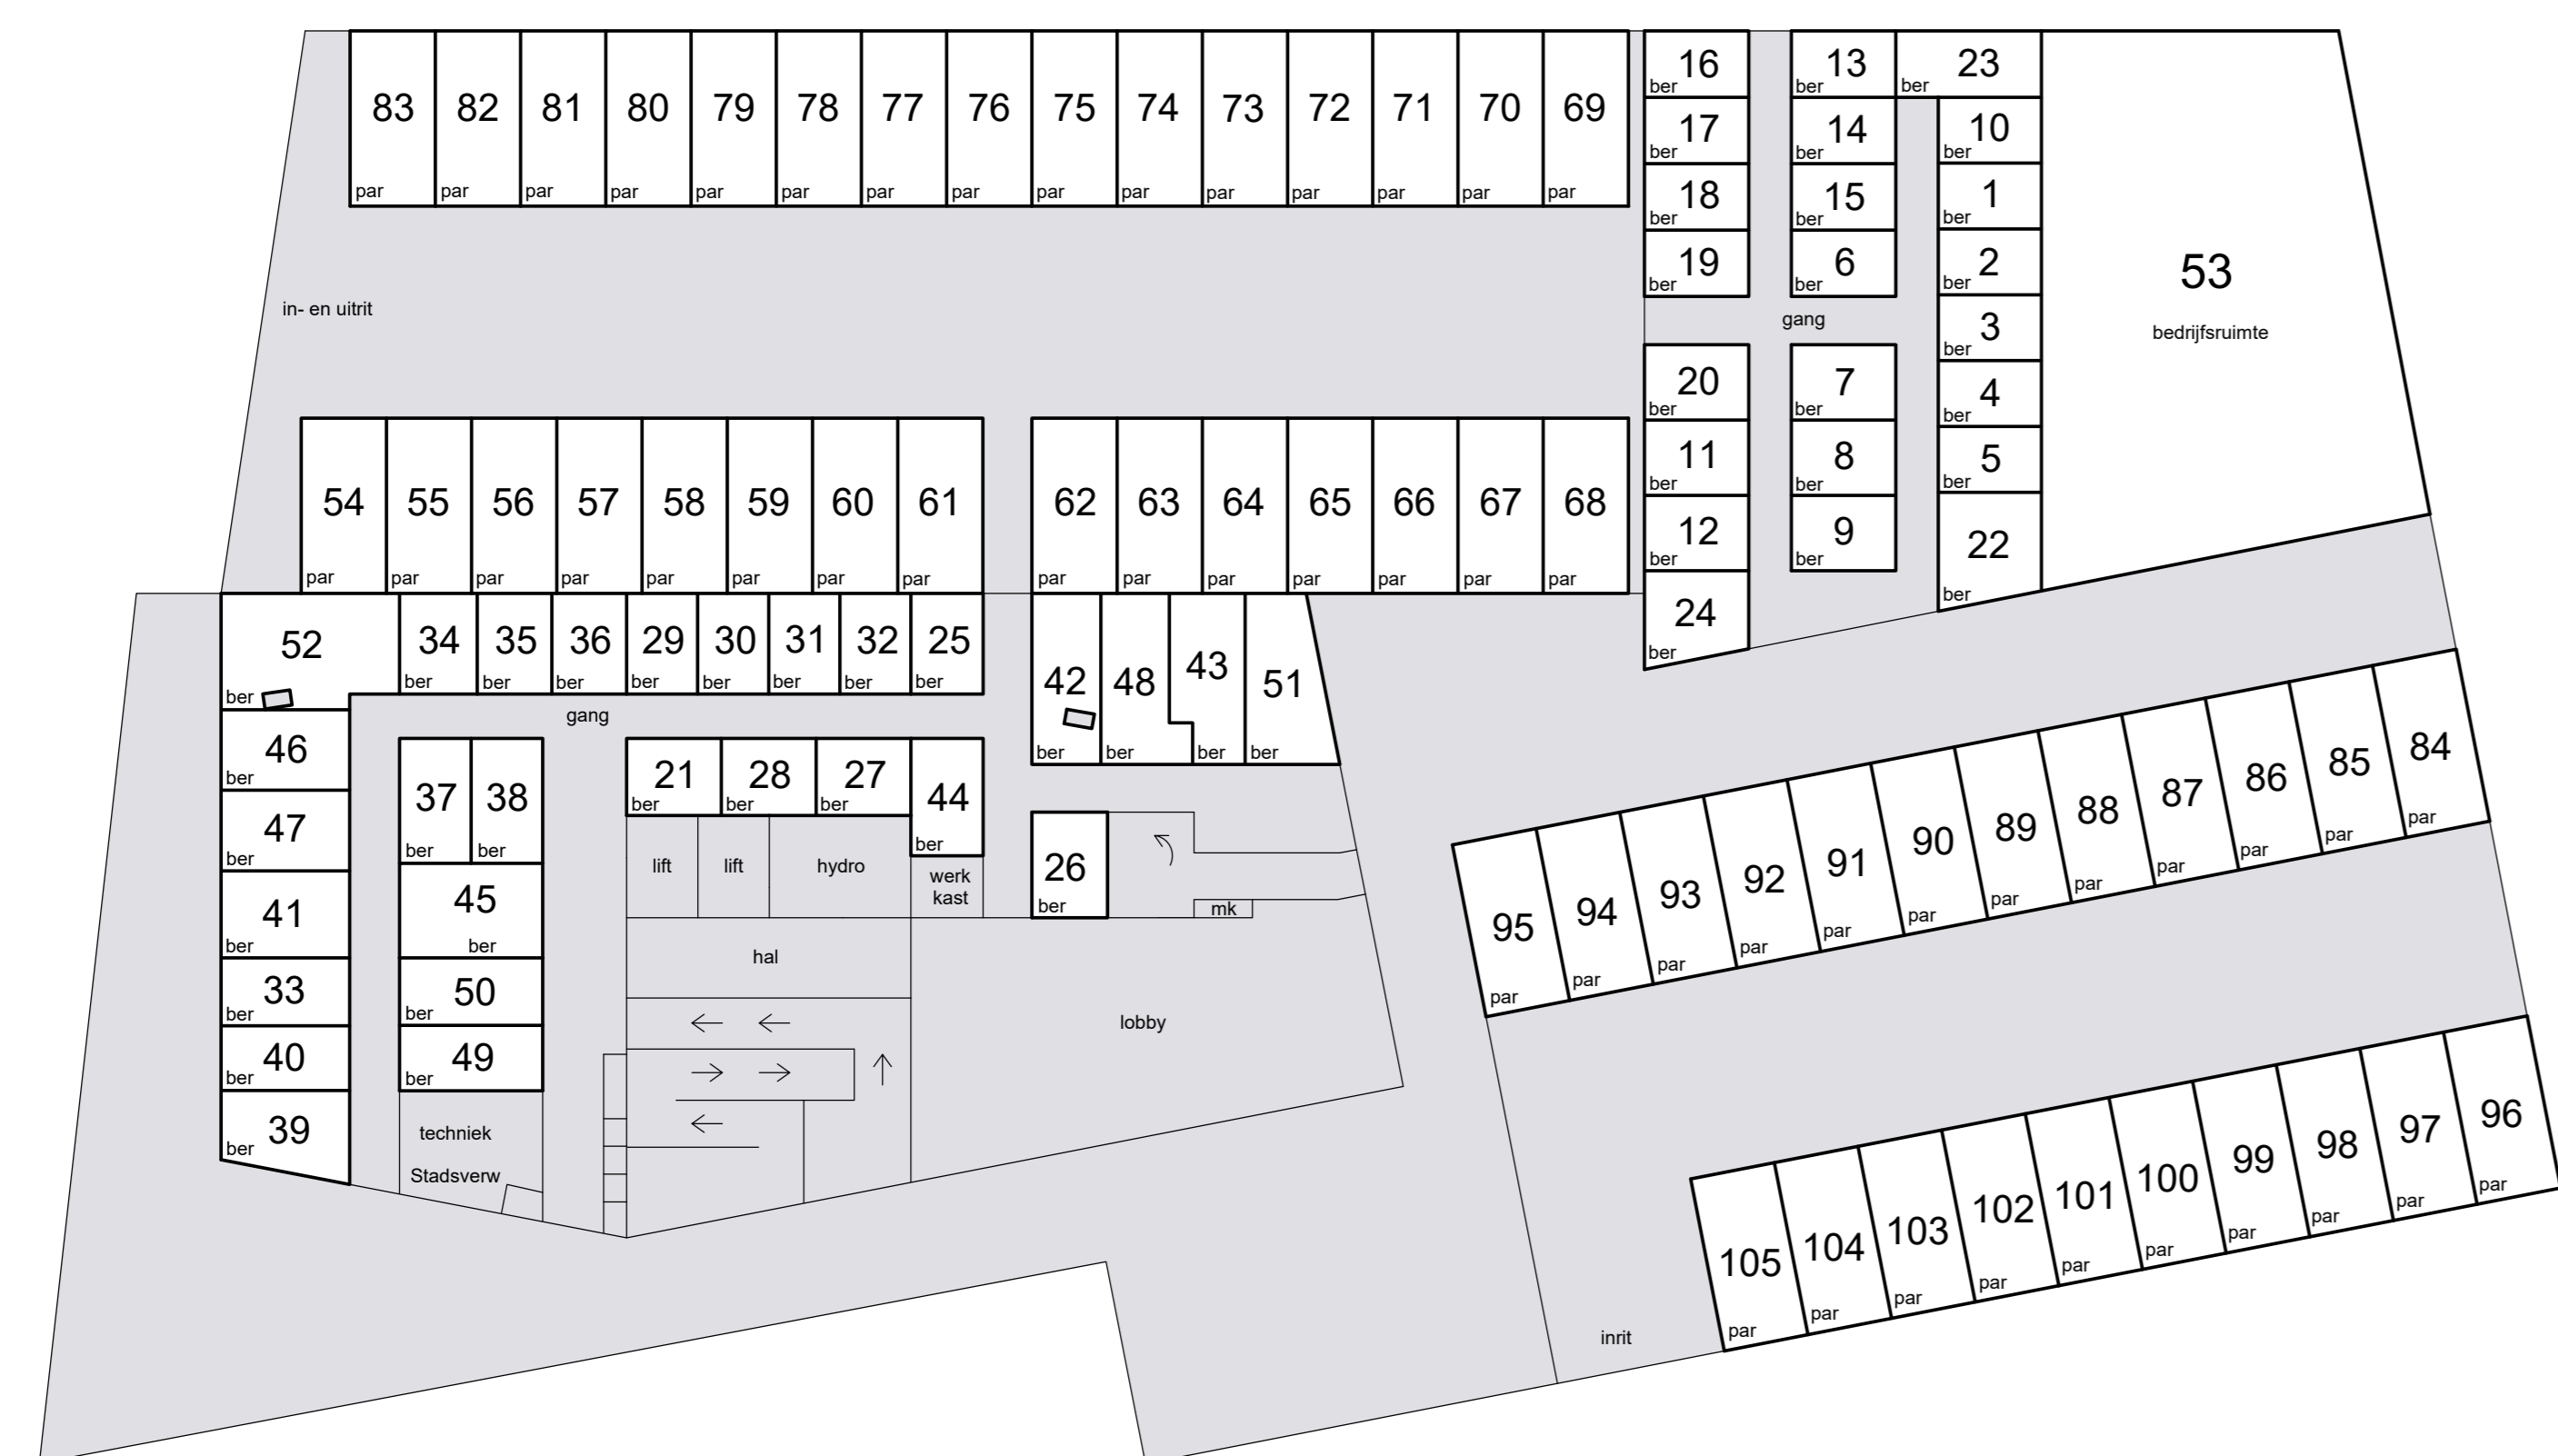 83 82 81 80 79 78 77 76 75 74 73 72 71 70 69
par par par par par par par par par par par par par par par
16 13 23
ber ber ber
17 14 10
ber ber ber
18 15 1
ber ber ber
19 6 2
ber ber ber
in- en uitrit
gang
3
ber
53
bedrijfsruimte
20 7 4
ber ber ber
11 8 5
ber ber ber
12 9 22
ber ber ber
24
ber
54 55 56 57 58 59 60 61 62 63 64 65 66 67 68
par par par par par par par par par par par par par par par
52 34 35 36 29 30 31 32 25
ber ber ber ber ber ber ber ber ber
42 48 43 51
ber ber ber ber
gang
46
ber
47
ber
41
ber
33
ber
40
ber
39
ber
37 38
ber ber
45
ber
50
ber
49
ber
techniek
Stadsverw
21 28 27 44
ber ber ber ber
lift lift hydro
werk
kast
26
ber
mk
hal
lobby
95 94 93 92 91 90 89 88 87 86 85 84
par par par par par par par par par par par par
105 104 103 102 101 100 99 98 97 96
par par par par par par par par par par
inrit